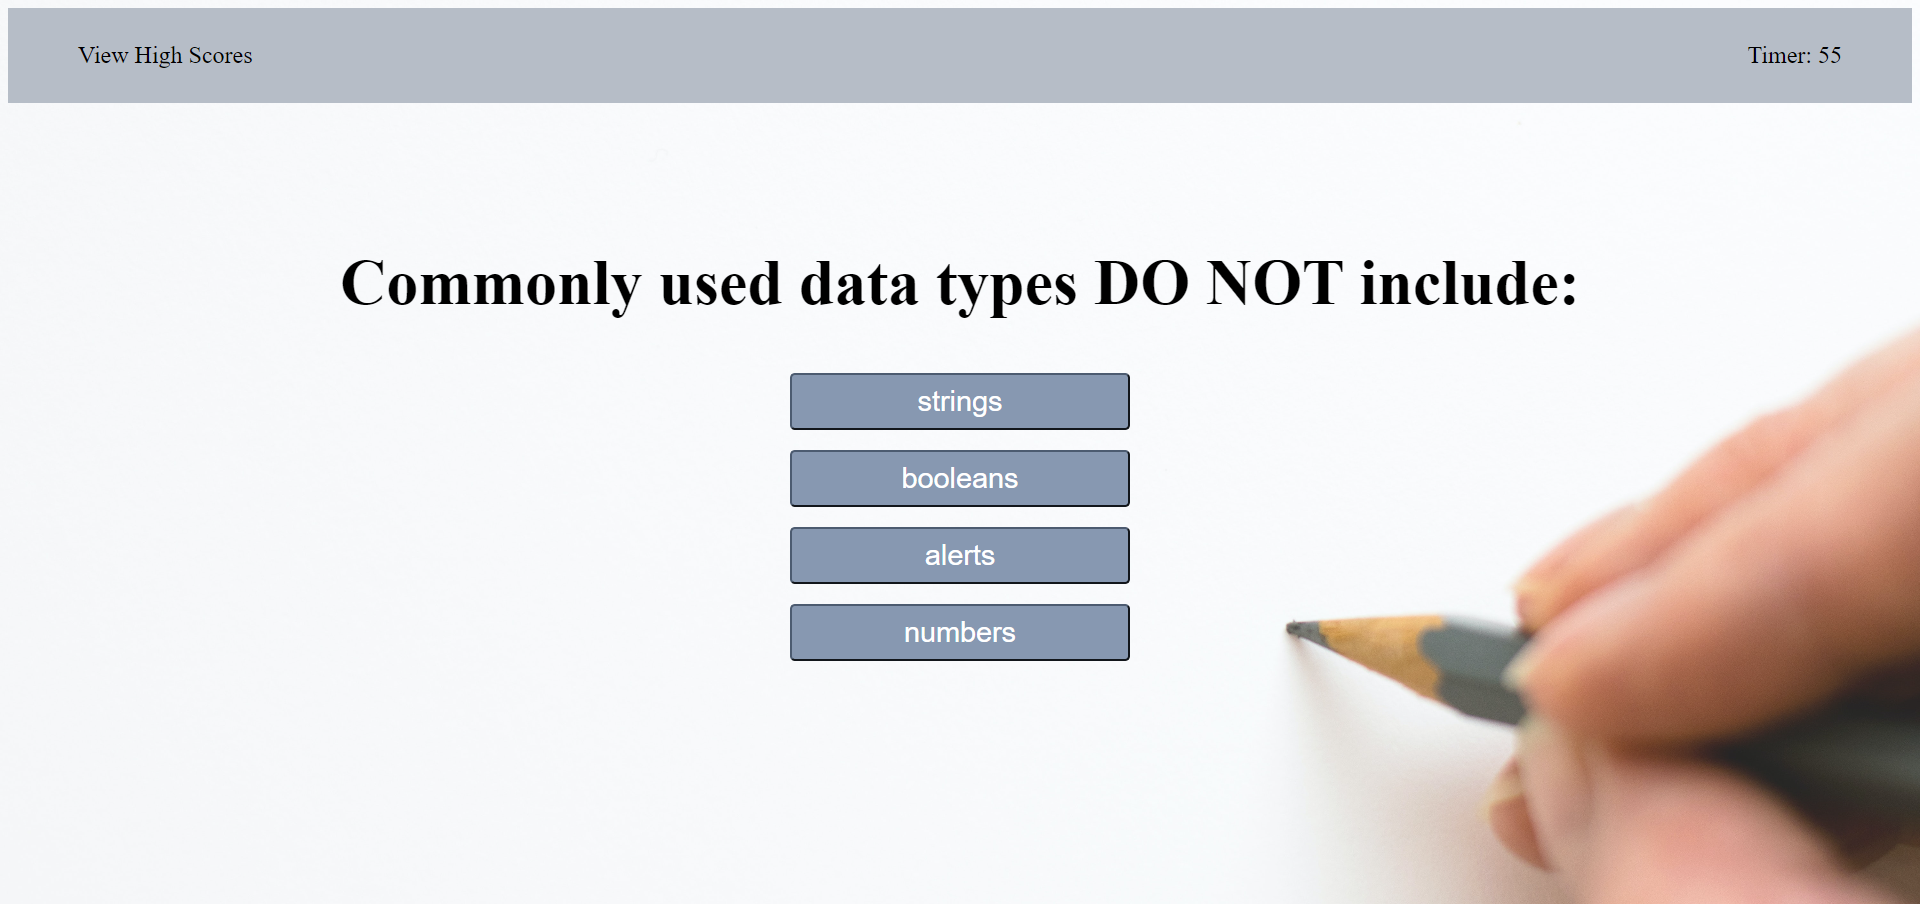 View High Scores
Timer: 55
Commonly used data types DO NOT include:
strings
booleans
alerts
numbers